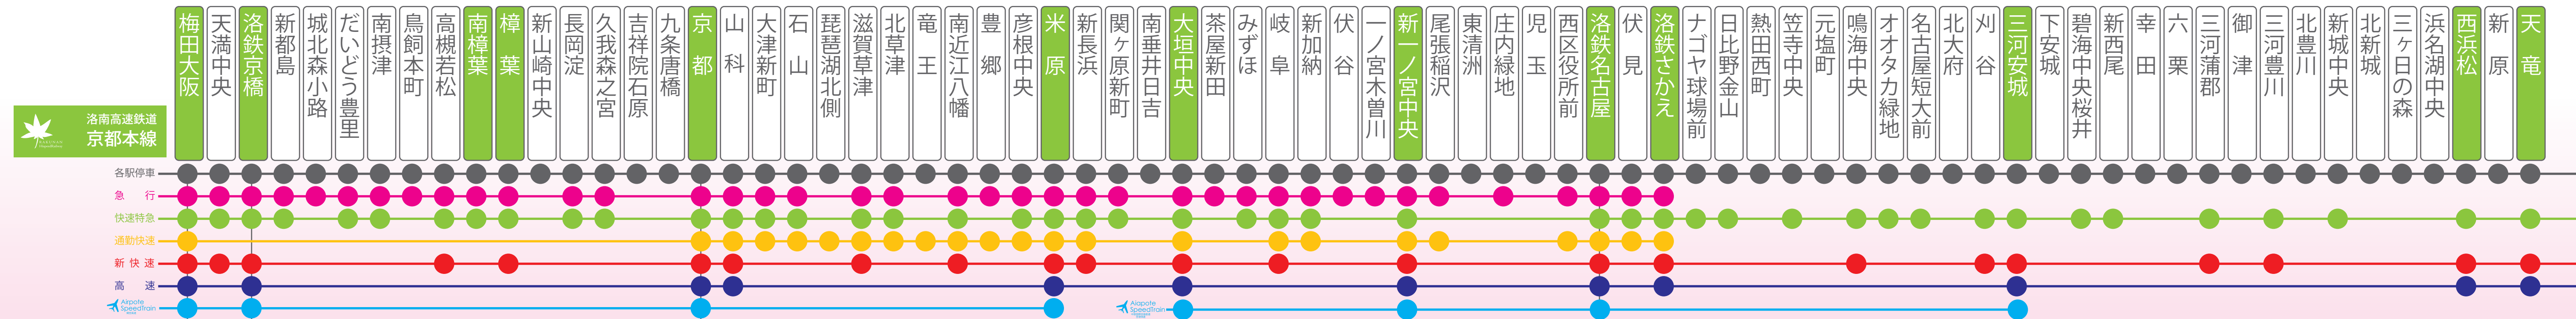 洛南高速鉄道
京都本線
梅田大阪
天満中央
洛鉄京橋
新都島
城北森小路
だいどう豊里
南摂津
鳥飼本町
高槻若松
南樟葉
樟葉
新山崎中央
長岡淀
久我森之宮
吉祥院石原
九条唐橋
京都
山科
大津新町
石山
琵琶湖北側
滋賀草津
北草津
竜王
南近江八幡
豊郷
彦根中央
米原
新長浜
関ヶ原新町
南垂井日吉
大垣中央
茶屋新田
みずほ
岐阜
新加納
伏谷
一ノ宮木曽川
新一ノ宮中央
尾張稲沢
東清洲
庄内緑地
児玉
西区役所前
洛鉄名古屋
伏見
洛鉄さかえ
ナゴヤ球場前
日比野金山
熱田西町
笠寺中央
元塩町
鳴海中央
オオタカ緑地
名古屋短大前
北大府
刈谷
三河安城
下安城
碧海中央桜井
新西尾
幸田
六栗
三河蒲郡
御津
三河豊川
北豊川
新城中央
北新城
三ヶ日の森
浜名湖中央
西浜松
新原
天竜
各駅停車
急行
快速特急
通勤快速
新快速
高速
Airpote
SpeedTrain
Airpote
SpeedTrain